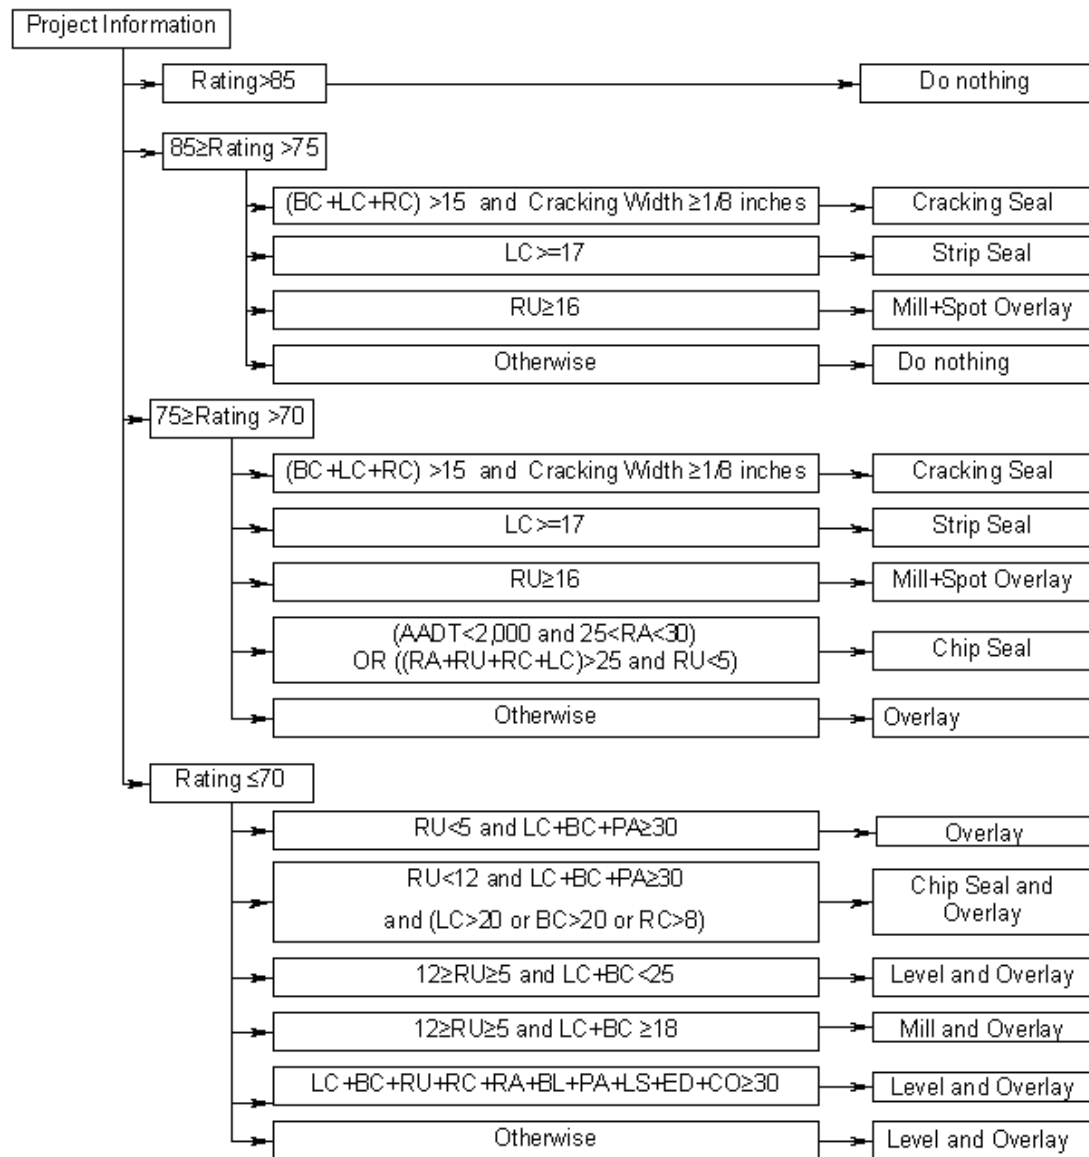 Project Information
Rating>85
Do nothing
85≥Rating >75
(BC+LC+RC) >15 and Cracking Width ≥1/8 inches
Cracking Seal
LC>=17
Strip Seal
RU≥16
Mill+Spot Overlay
Otherwise
Do nothing
75≥Rating >70
(BC+LC+RC) >15 and Cracking Width ≥1/8 inches
Cracking Seal
LC>=17
Strip Seal
RU≥16
Mill+Spot Overlay
(AADT<2,000 and 25<RA<30)
OR ((RA+RU+RC+LC)>25 and RU<5)
Chip Seal
Otherwise
Overlay
Rating ≤70
RU<5 and LC+BC+PA≥30
Overlay
RU<12 and LC+BC+PA≥30
and (LC>20 or BC>20 or RC>8)
Chip Seal and
Overlay
12≥RU≥5 and LC+BC<25
Level and Overlay
12≥RU≥5 and LC+BC ≥18
Mill and Overlay
LC+BC+RU+RC+RA+BL+PA+LS+ED+CO≥30
Level and Overlay
Otherwise
Level and Overlay